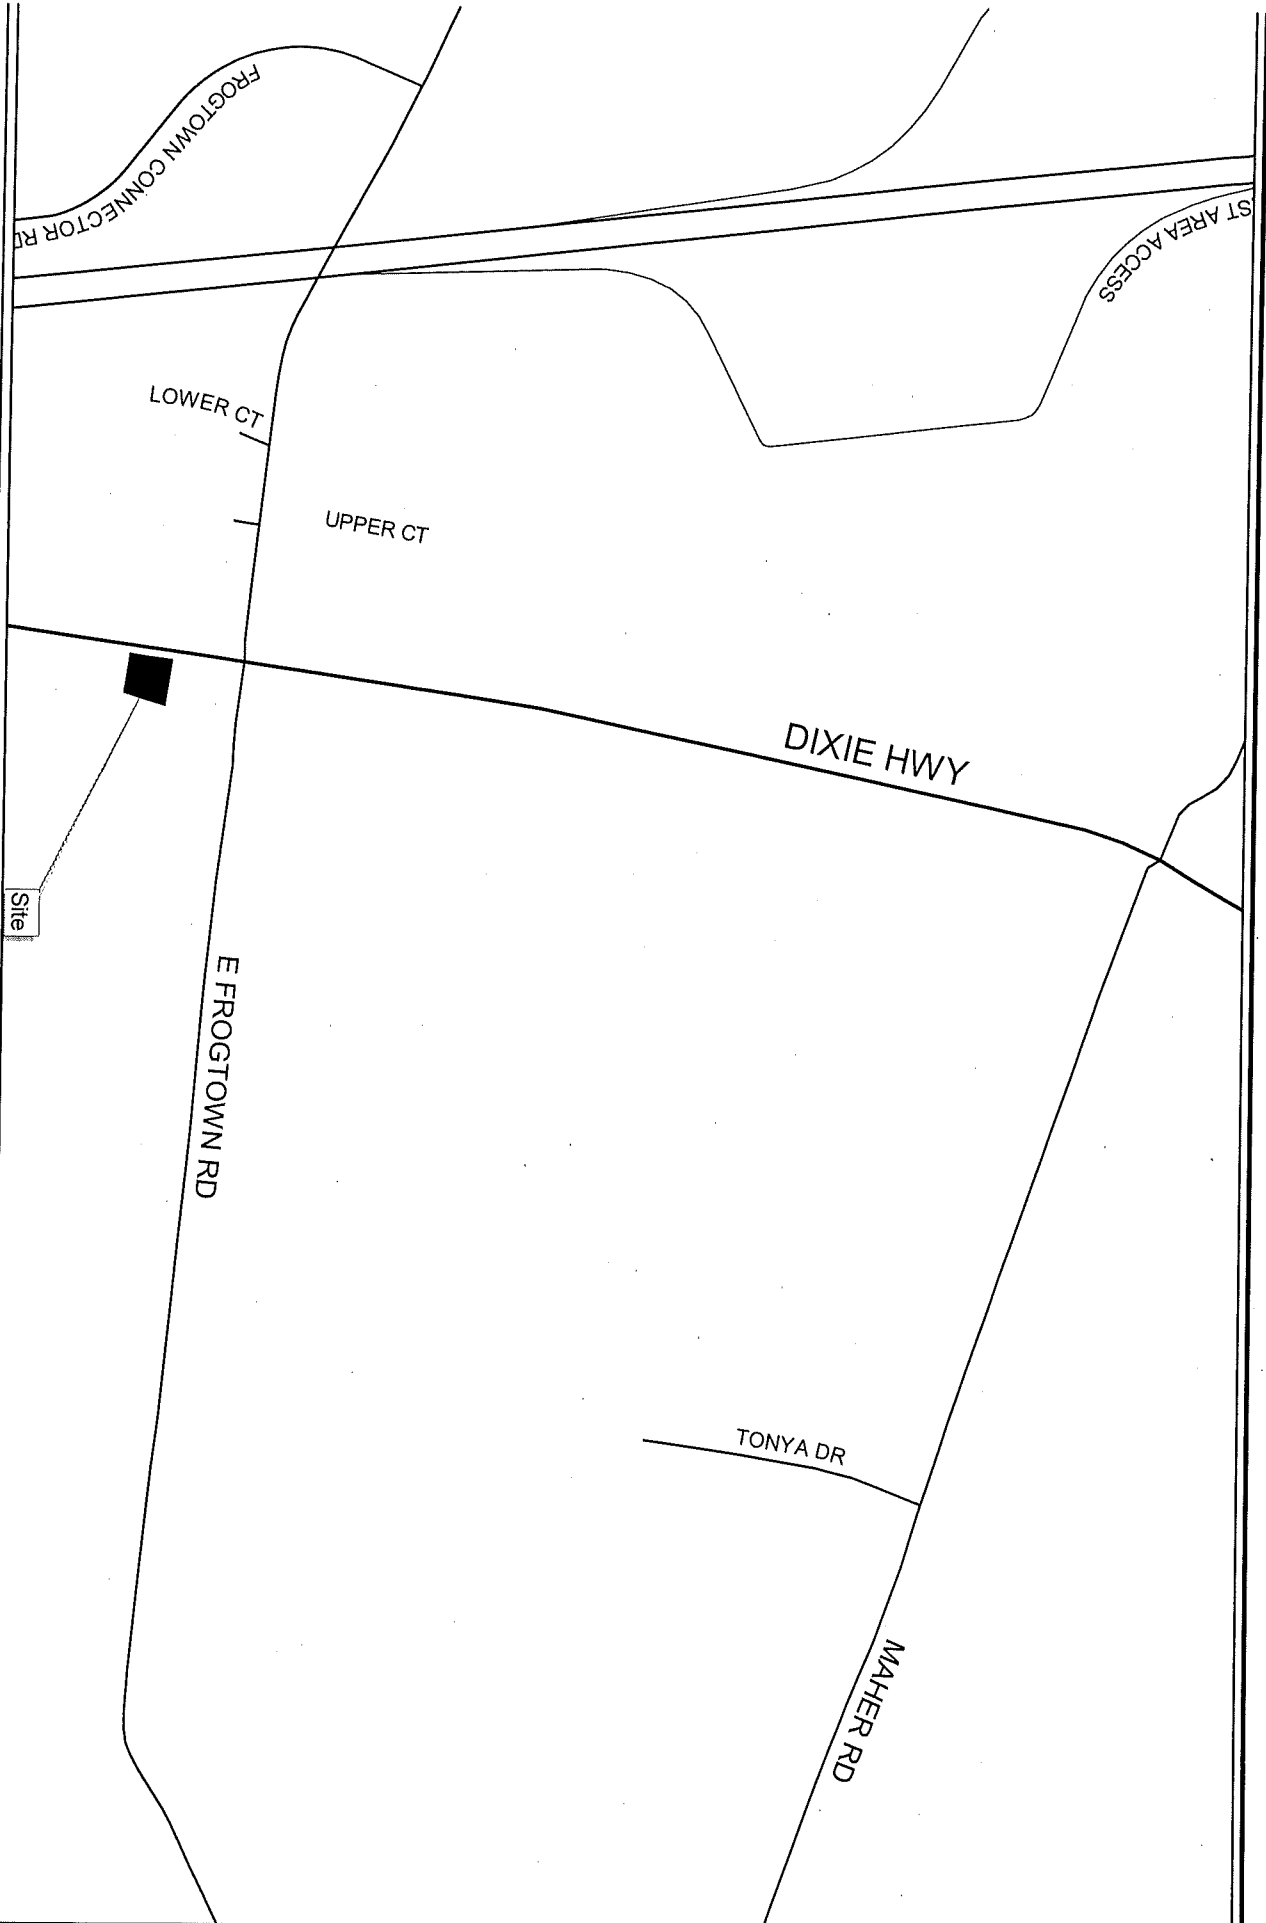 FROGTOWN CONNECTOR RD
ST AREA ACCESS
LOWER CT
UPPER CT
DIXIE HWY
Site
E FROGTOWN RD
TONYA DR
MAHER RD